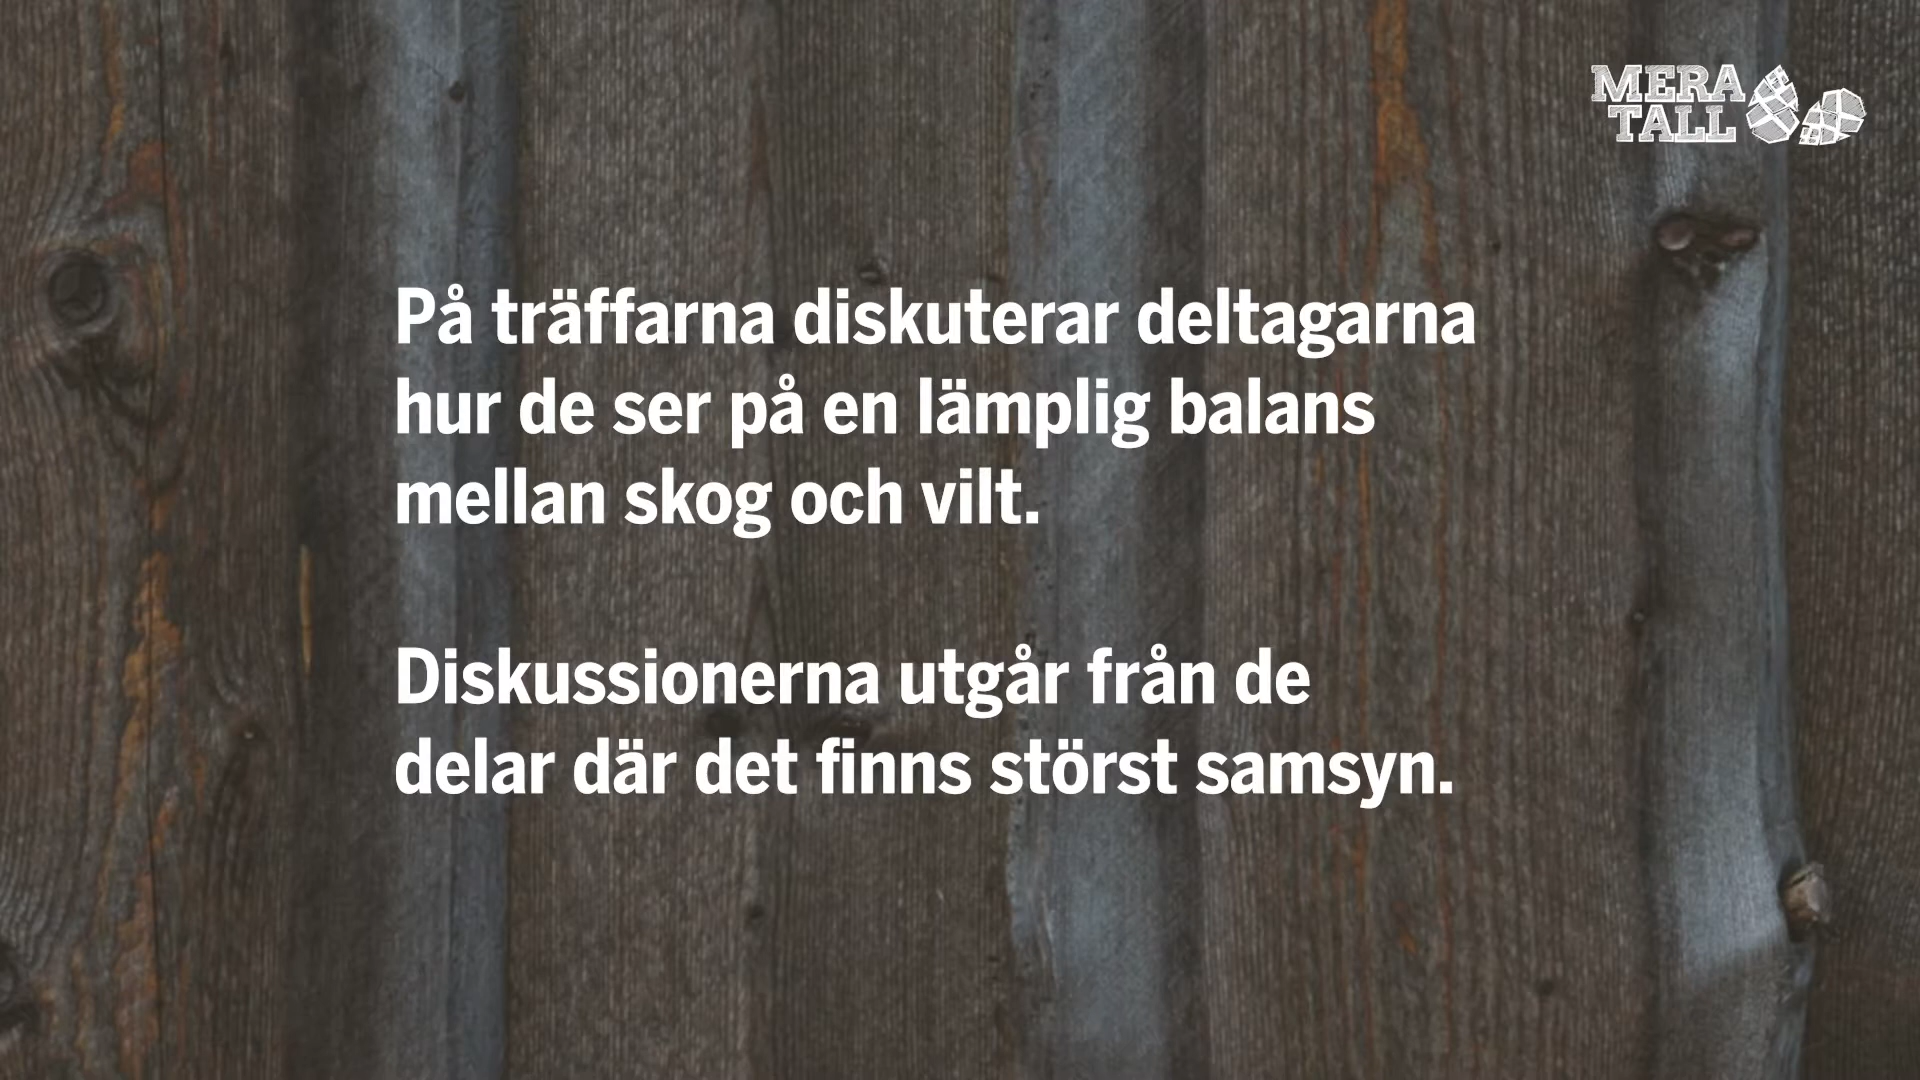 MERA
TALL
På träffarna diskuterar deltagarna
hur de ser på en lämplig balans
mellan skog och vilt.
Diskussionerna utgår från de
delar där det finns störst samsyn.